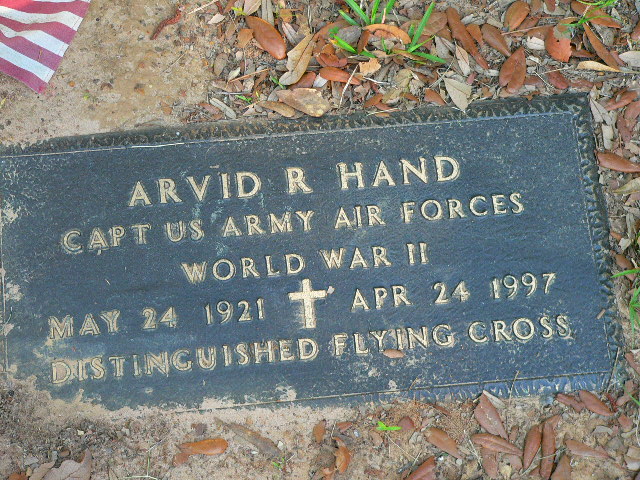 ARVID R HAND
CAPT US ARMY AIR FORCES
WORLD WAR II
MAY 24 1921 APR 24 1997
DISTINGUISHED FLYING CROSS